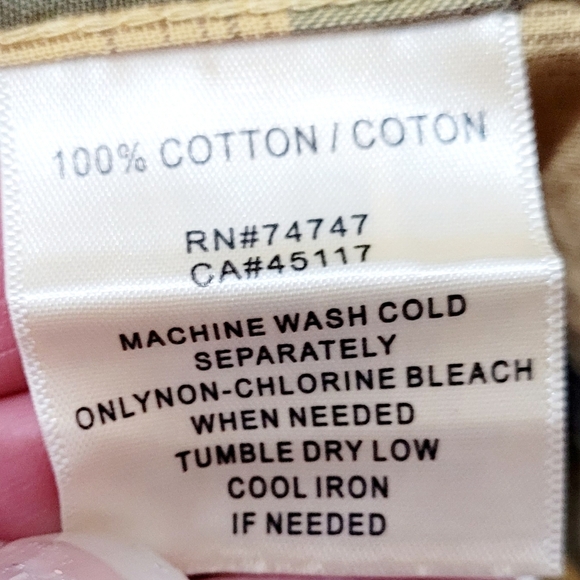 100% COTTON / COTON
RN#74747
CA#45117
MACHINE WASH COLD
SEPARATELY
ONLYNON-CHLORINE BLEACH
WHEN NEEDED
TUMBLE DRY LOW
COOL IRON
IF NEEDED